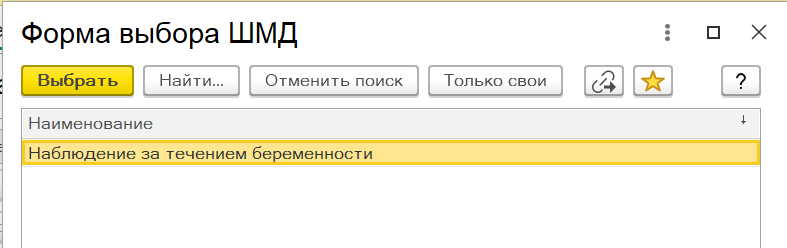 Форма выбора ШМД
Выбрать Найти... Отменить поиск Только свои ?
Наименование ↓
Наблюдение за течением беременности